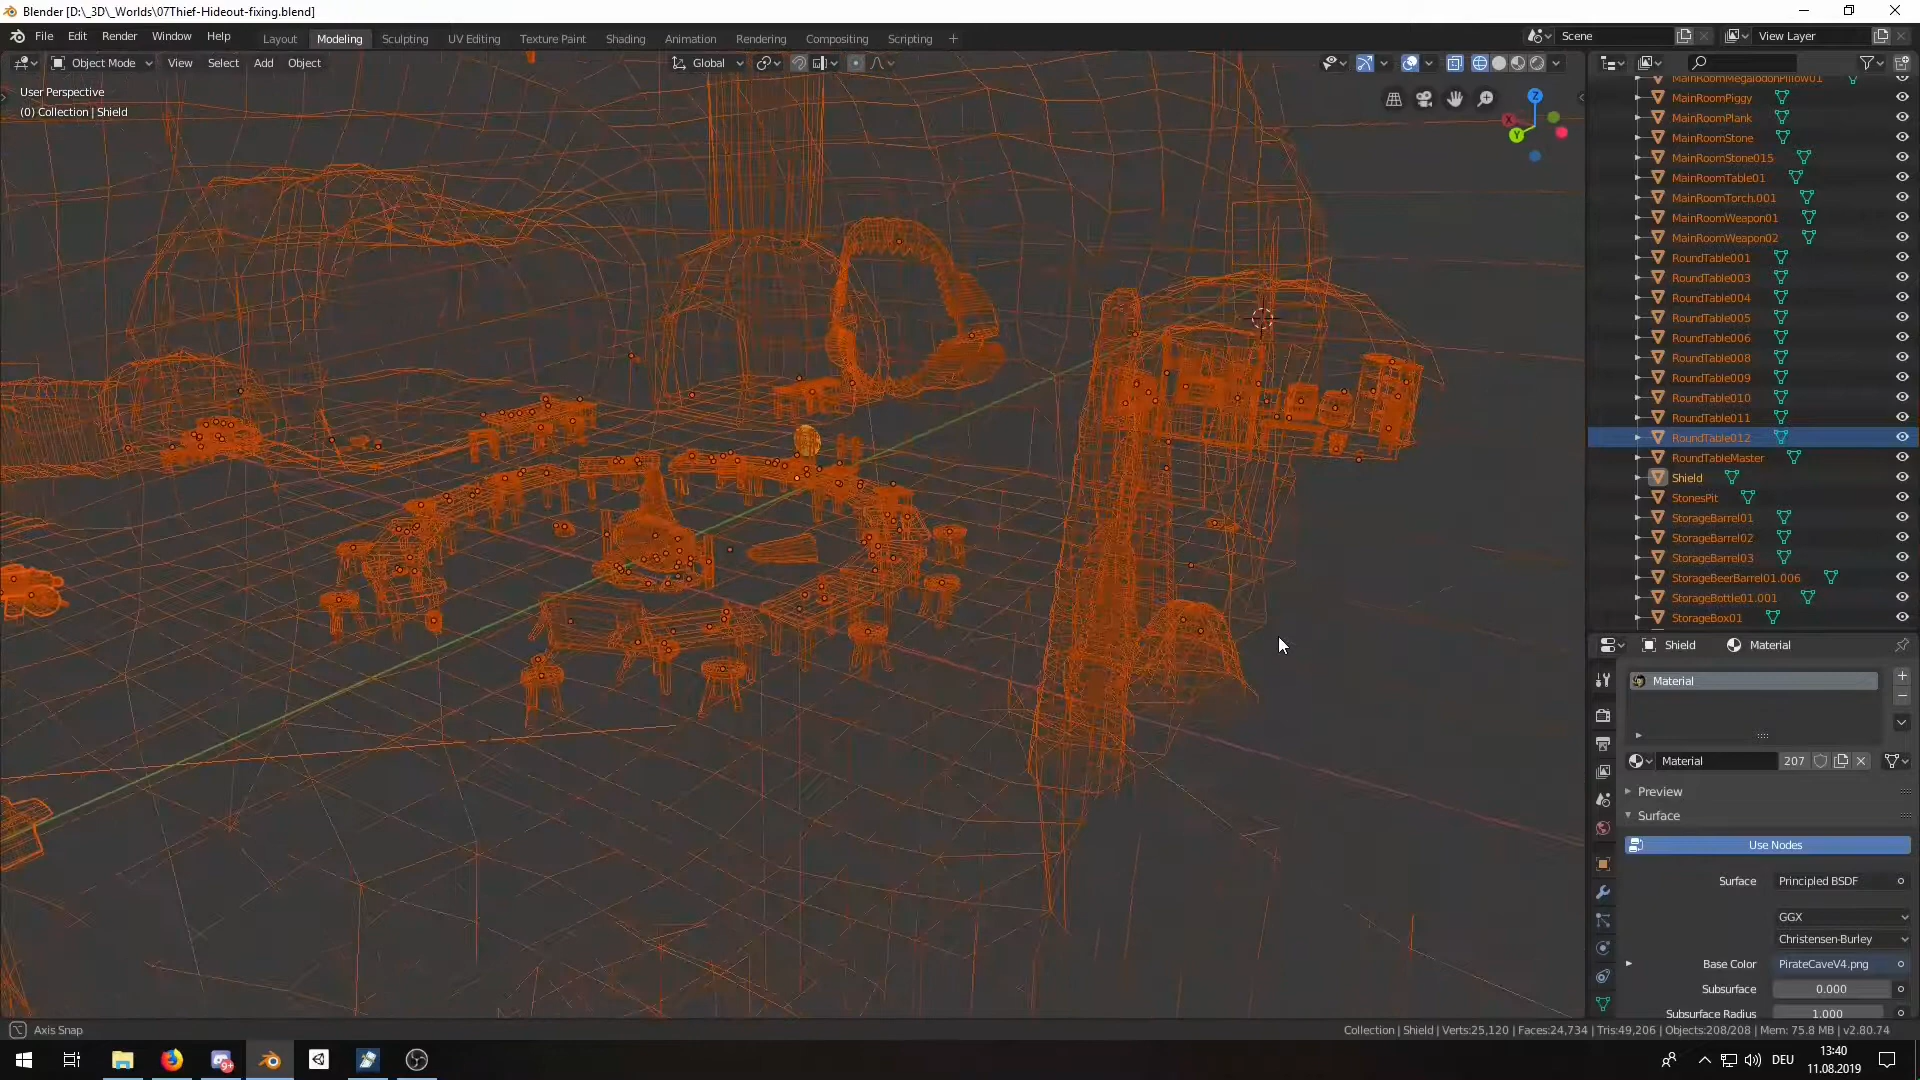 Blender [D:\_3D\_Worlds\07Thief-Hideout-fixing.blend]
File Edit Render Window Help
Layout Modeling Sculpting UV Editing Texture Paint Shading Animation Rendering Compositing Scripting +
Scene
View Layer
Object Mode View Select Add Object
Global
User Perspective
(0) Collection | Shield
Z
X
Y
MainRoomMegalodonPillow01
MainRoomPiggy
MainRoomPlank
MainRoomStone
MainRoomStone015
MainRoomTable01
MainRoomTorch.001
MainRoomWeapon01
MainRoomWeapon02
RoundTable001
RoundTable003
RoundTable004
RoundTable005
RoundTable006
RoundTable008
RoundTable009
RoundTable010
RoundTable011
RoundTable012
RoundTableMaster
Shield
StonesPit
StorageBarrel01
StorageBarrel02
StorageBarrel03
StorageBeerBarrel01.006
StorageBottle01.001
StorageBox01
Shield Material
Material
Material 207
Preview
Surface
Use Nodes
Surface Principled BSDF
GGX
Christensen-Burley
Base Color PirateCaveV4.png
Subsurface 0.000
Subsurface Radius 1.000
Axis Snap
Collection | Shield | Verts:25,120 | Faces:24,734 | Tris:49,206 | Objects:208/208 | Mem: 75.8 MB | v2.80.74
9+
DEU
13:40
11.08.2019